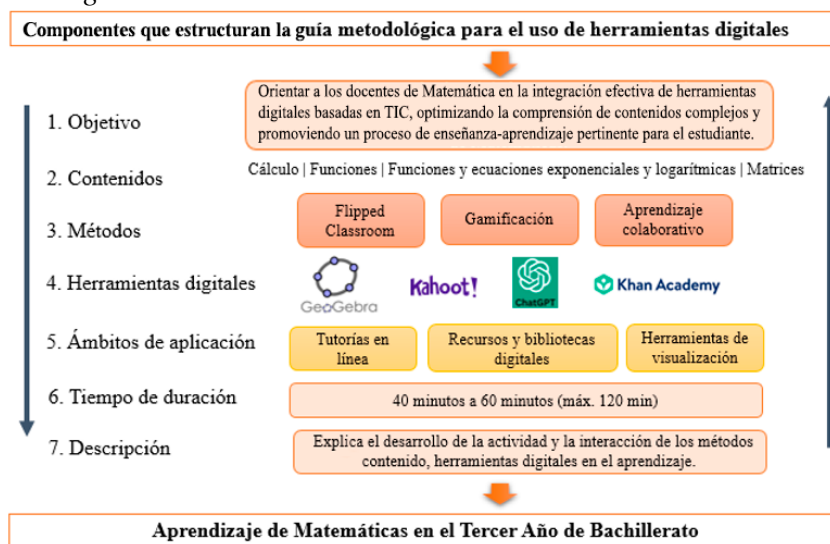 Componentes que estructuran la guía metodológica para el uso de herramientas digitales
1. Objetivo
Orientar a los docentes de Matemática en la integración efectiva de herramientas
digitales basadas en TIC, optimizando la comprensión de contenidos complejos y
promoviendo un proceso de enseñanza-aprendizaje pertinente para el estudiante.
2. Contenidos
Cálculo | Funciones | Funciones y ecuaciones exponenciales y logarítmicas | Matrices
3. Métodos
Flipped
Classroom
Gamificación
Aprendizaje
colaborativo
4. Herramientas digitales
GeoGebra
Kahoot!
ChatGPT
Khan Academy
5. Ámbitos de aplicación
Tutorías en
línea
Recursos y bibliotecas
digitales
Herramientas de
visualización
6. Tiempo de duración
40 minutos a 60 minutos (máx. 120 min)
7. Descripción
Explica el desarrollo de la actividad y la interacción de los métodos
contenido, herramientas digitales en el aprendizaje.
Aprendizaje de Matemáticas en el Tercer Año de Bachillerato